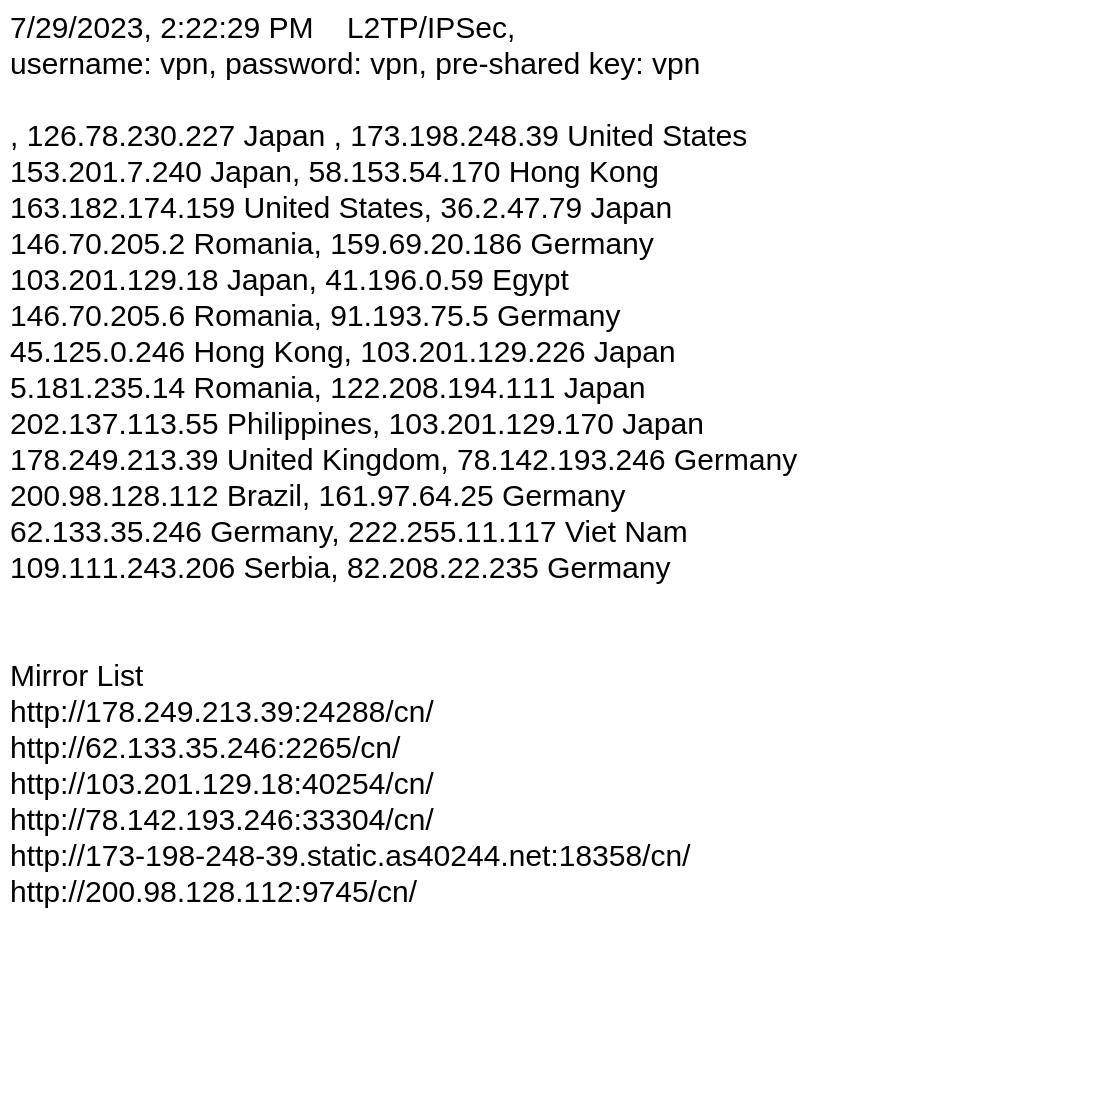 7/29/2023, 2:22:29 PM    L2TP/IPSec,
username: vpn, password: vpn, pre-shared key: vpn
, 126.78.230.227 Japan , 173.198.248.39 United States
153.201.7.240 Japan, 58.153.54.170 Hong Kong
163.182.174.159 United States, 36.2.47.79 Japan
146.70.205.2 Romania, 159.69.20.186 Germany
103.201.129.18 Japan, 41.196.0.59 Egypt
146.70.205.6 Romania, 91.193.75.5 Germany
45.125.0.246 Hong Kong, 103.201.129.226 Japan
5.181.235.14 Romania, 122.208.194.111 Japan
202.137.113.55 Philippines, 103.201.129.170 Japan
178.249.213.39 United Kingdom, 78.142.193.246 Germany
200.98.128.112 Brazil, 161.97.64.25 Germany
62.133.35.246 Germany, 222.255.11.117 Viet Nam
109.111.243.206 Serbia, 82.208.22.235 Germany
Mirror List
http://178.249.213.39:24288/cn/
http://62.133.35.246:2265/cn/
http://103.201.129.18:40254/cn/
http://78.142.193.246:33304/cn/
http://173-198-248-39.static.as40244.net:18358/cn/
http://200.98.128.112:9745/cn/